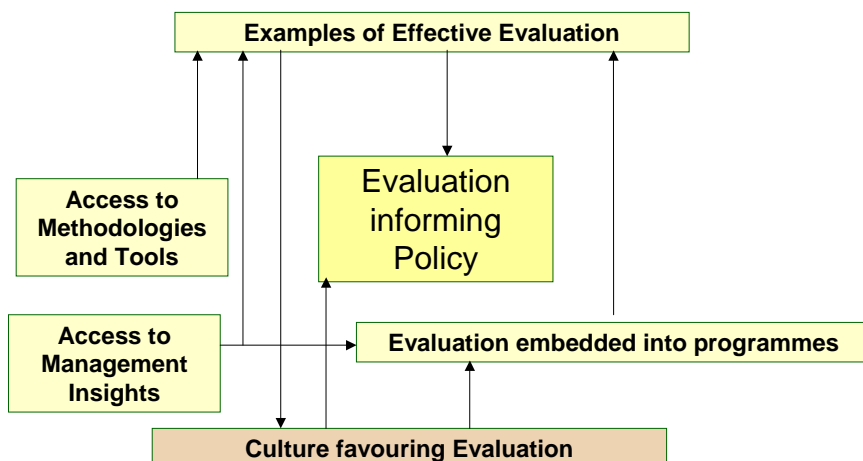 Examples of Effective Evaluation
Evaluation
informing
Policy
Access to
Methodologies
and Tools
Access to
Management
Insights
Evaluation embedded into programmes
Culture favouring Evaluation